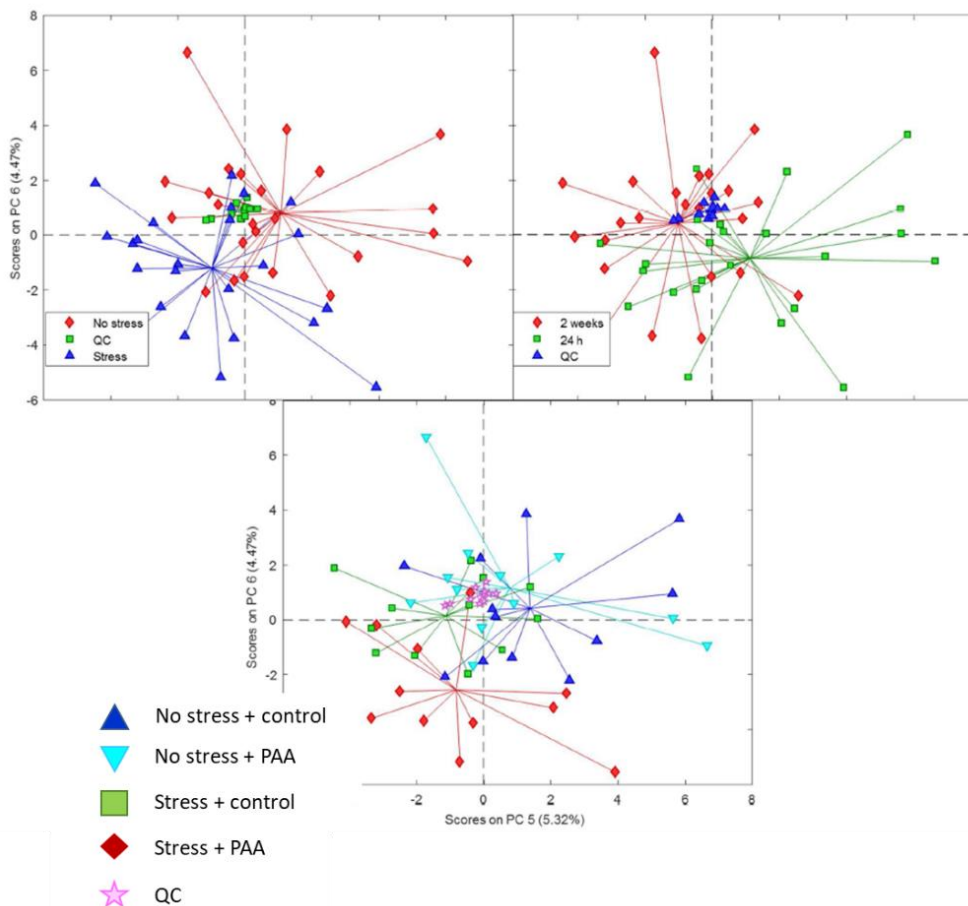 8
6
4
2
0
-2
-4
-6
Scores on PC 6 (4.47%)
No stress
QC
Stress
2 weeks
24 h
QC
6
4
2
0
-2
Scores on PC 6 (4.47%)
-2 0 2 4 6 8
Scores on PC 5 (5.32%)
No stress + control
No stress + PAA
Stress + control
Stress + PAA
QC